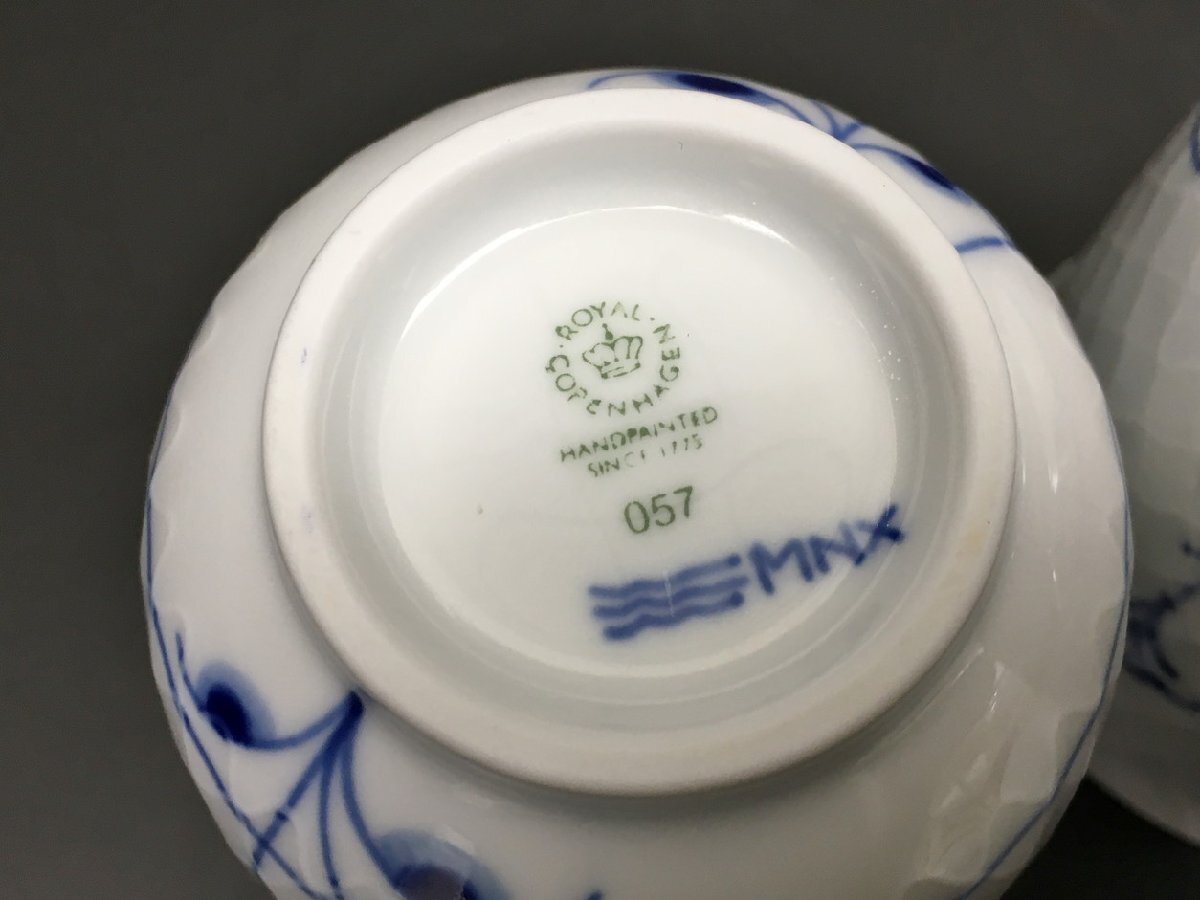 ROYAL COPENHAGEN
HANDPAINTED
SINCE 1775
057
MNX